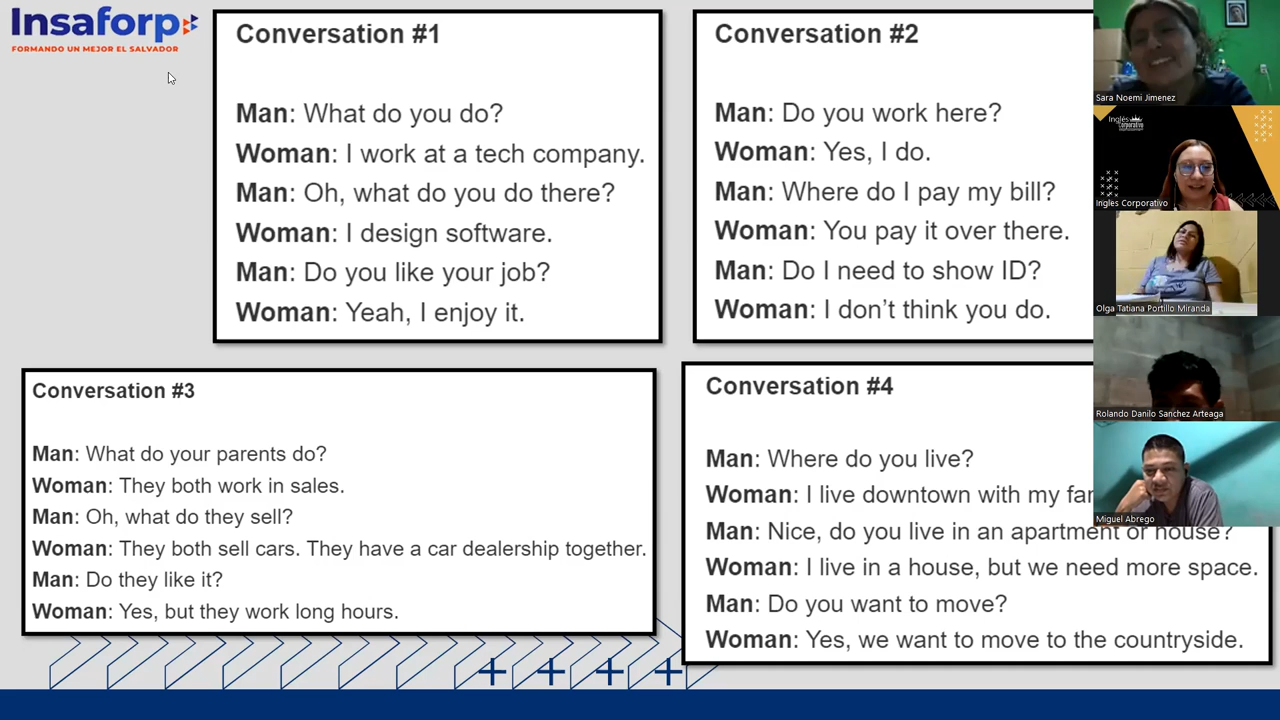 Insaforp
FORMANDO UN MEJOR EL SALVADOR
Conversation #1
Man: What do you do?
Woman: I work at a tech company.
Man: Oh, what do you do there?
Woman: I design software.
Man: Do you like your job?
Woman: Yeah, I enjoy it.
Conversation #2
Man: Do you work here?
Woman: Yes, I do.
Man: Where do I pay my bill?
Woman: You pay it over there.
Man: Do I need to show ID?
Woman: I don’t think you do.
Conversation #3
Man: What do your parents do?
Woman: They both work in sales.
Man: Oh, what do they sell?
Woman: They both sell cars. They have a car dealership together.
Man: Do they like it?
Woman: Yes, but they work long hours.
Conversation #4
Man: Where do you live?
Woman: I live downtown with my
Man: Nice, do you live in an apartment or house?
Woman: I live in a house, but we need more space.
Man: Do you want to move?
Woman: Yes, we want to move to the countryside.
Sara Noemi Jimenez
Inglés
Corporativo
Ingles Corporativo
Olga Tatiana Portillo Miranda
Rolando Danilo Sanchez Arteaga
Miguel Abrego